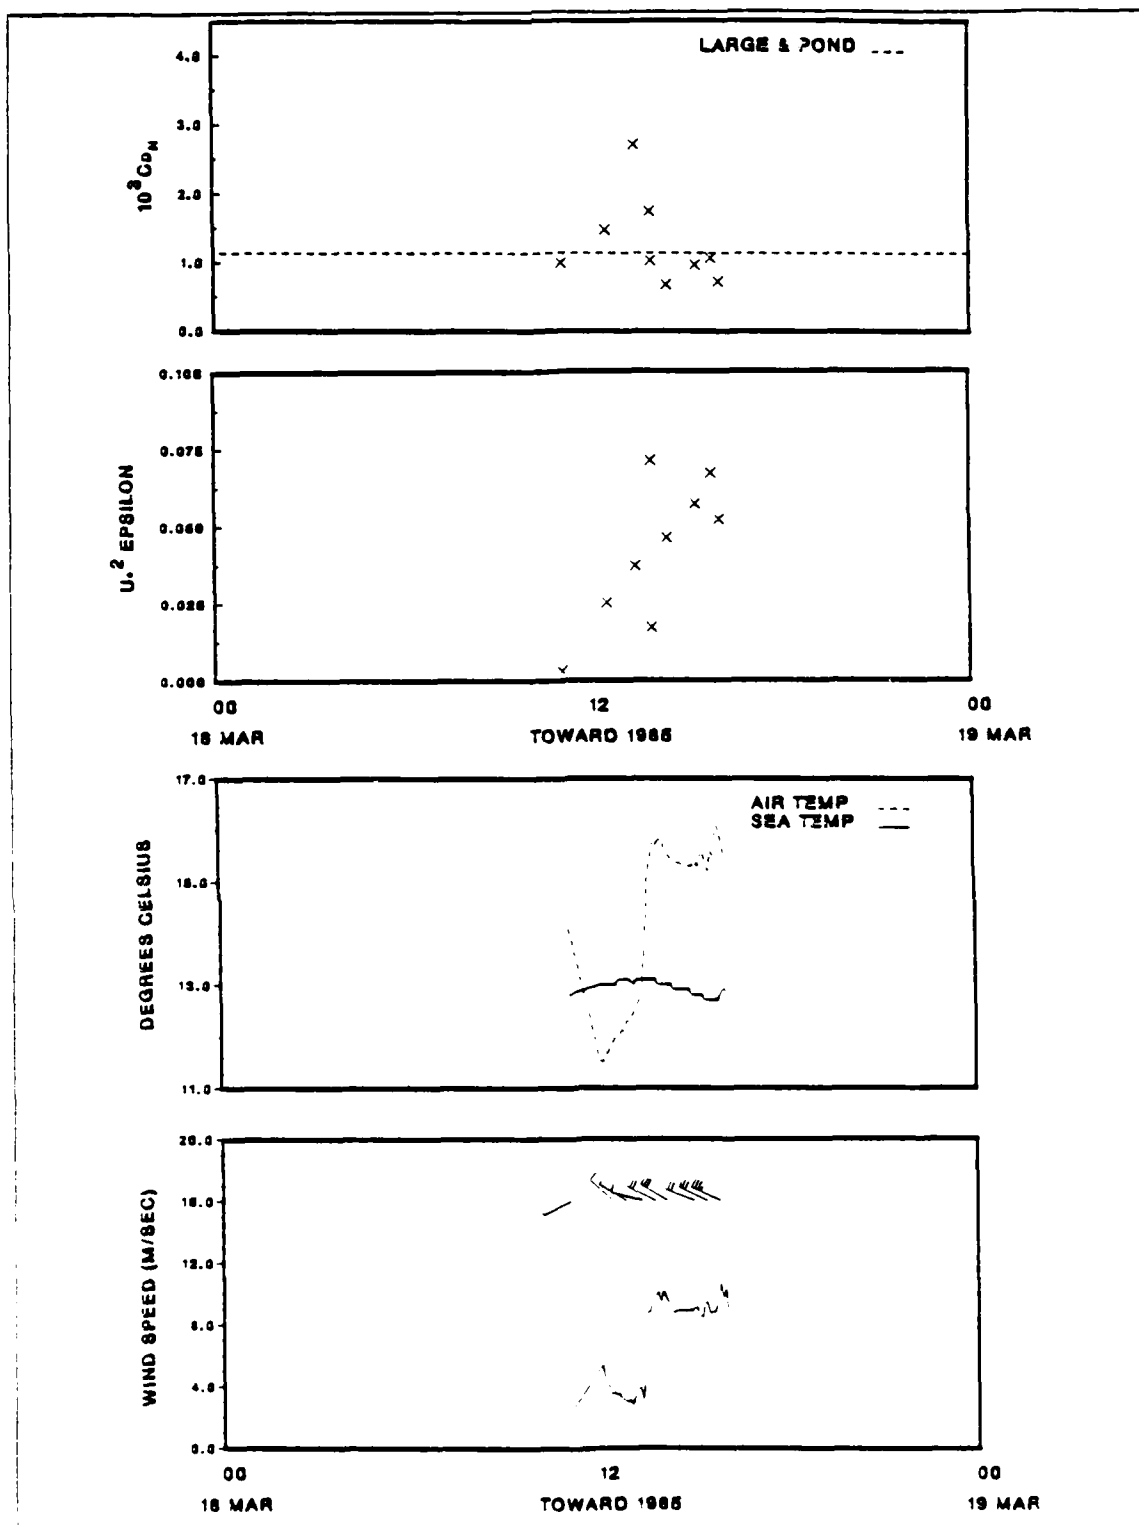 LARGE & POND
4.0
3.0
2.0
1.0
0.0
10³CD_N
0.100
0.075
0.050
0.025
0.000
U.² EPSILON
00 12 00
18 MAR TOWARD 1985 19 MAR
AIR TEMP
SEA TEMP
17.0
15.0
13.0
11.0
DEGREES CELSIUS
20.0
16.0
12.0
8.0
4.0
0.0
WIND SPEED (M/SEC)
00 12 00
18 MAR TOWARD 1985 19 MAR